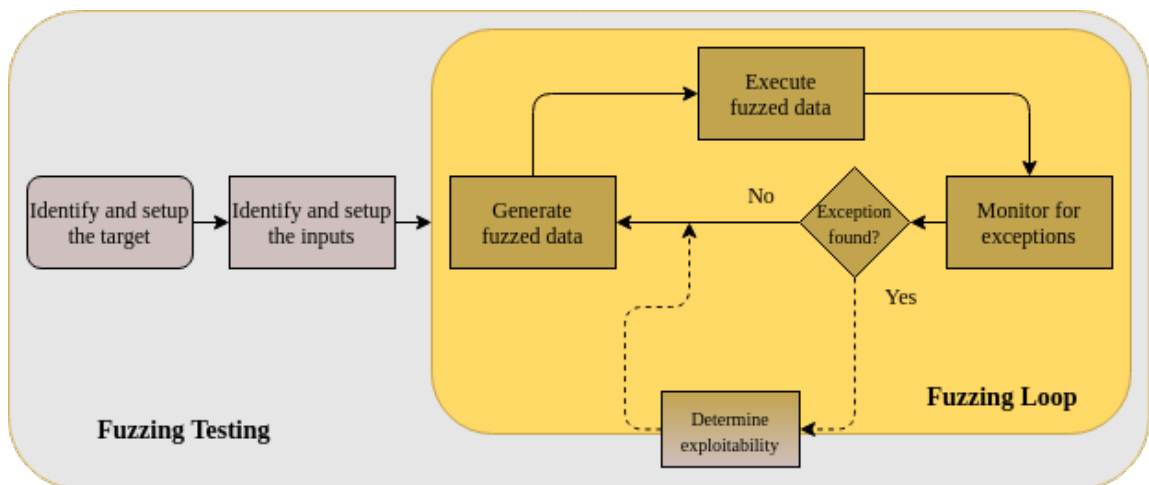 Execute
fuzzed data
Identify and setup
the target
Identify and setup
the inputs
Generate
fuzzed data
No
Exception
found?
Monitor for
exceptions
Yes
Determine
exploitability
Fuzzing Loop
Fuzzing Testing